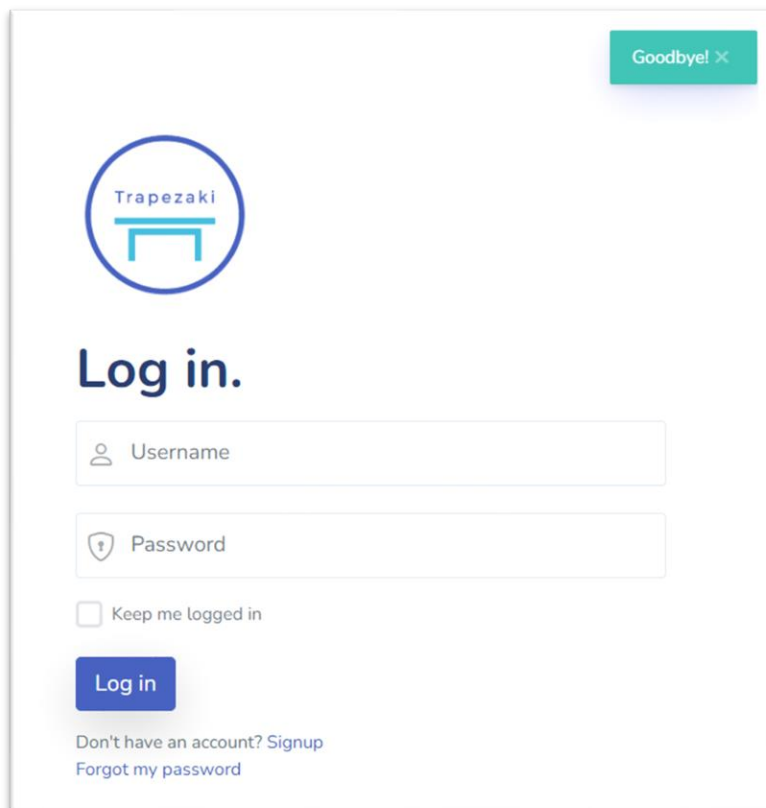 Goodbye! ×
Trapezaki
Log in.
Username
Password
Keep me logged in
Log in
Don't have an account? Signup
Forgot my password